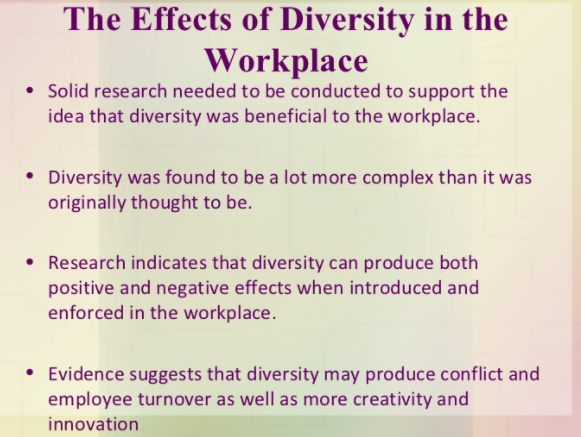 The Effects of Diversity in the
Workplace
• Solid research needed to be conducted to support the
idea that diversity was beneficial to the workplace.
• Diversity was found to be a lot more complex than it was
originally thought to be.
• Research indicates that diversity can produce both
positive and negative effects when introduced and
enforced in the workplace.
• Evidence suggests that diversity may produce conflict and
employee turnover as well as more creativity and
innovation